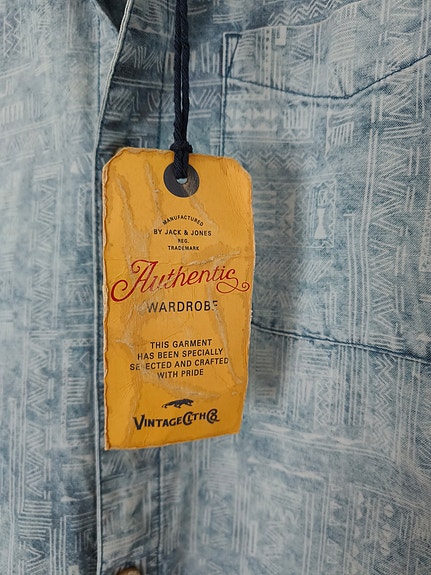 MANUFACTURED
BY JACK & JONES
REG.
TRADEMARK
Authentic
WARDROBE
THIS GARMENT
HAS BEEN SPECIALLY
SELECTED AND CRAFTED
WITH PRIDE
VINTAGE CLTH CO.